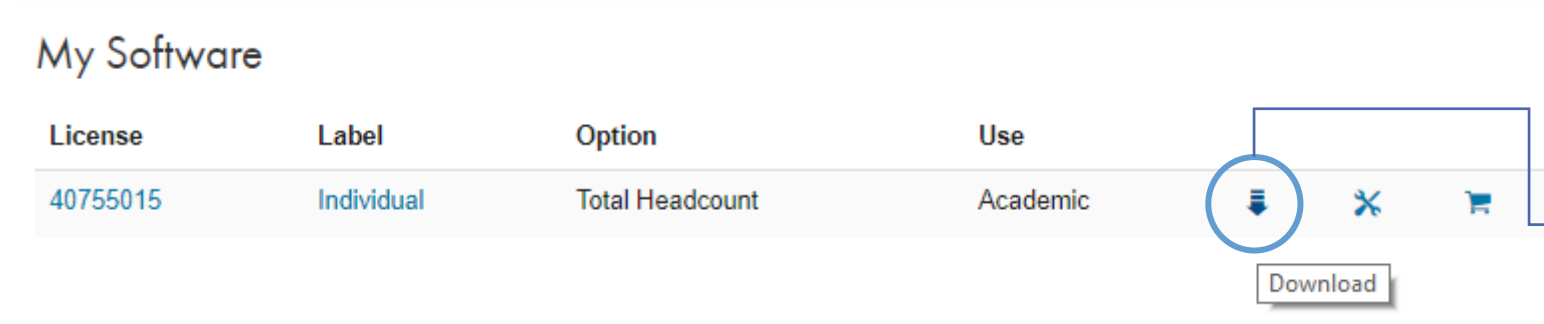 My Software
License Label Option Use
40755015 Individual Total Headcount Academic
Download